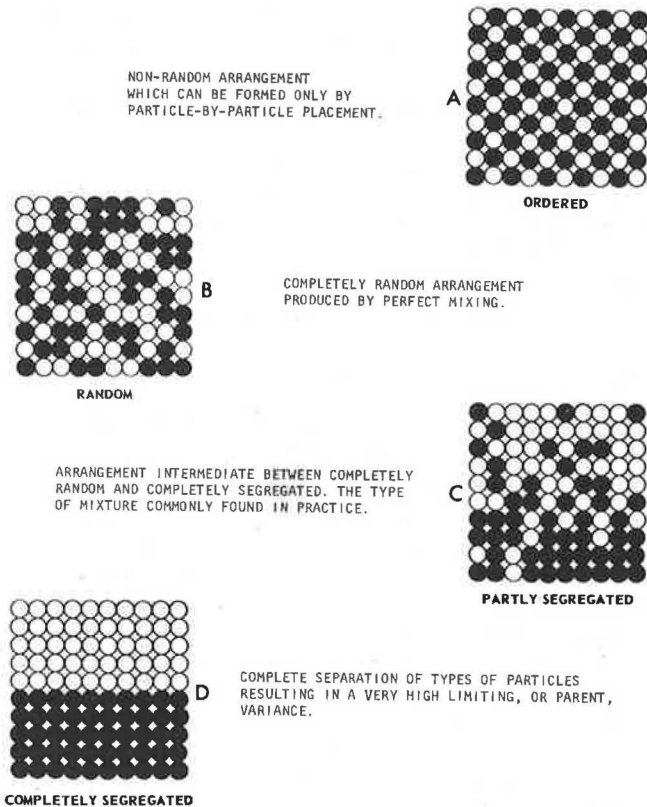 NON-RANDOM ARRANGEMENT
WHICH CAN BE FORMED ONLY BY
PARTICLE-BY-PARTICLE PLACEMENT.
A
ORDERED
B
COMPLETELY RANDOM ARRANGEMENT
PRODUCED BY PERFECT MIXING.
RANDOM
ARRANGEMENT INTERMEDIATE BETWEEN COMPLETELY
RANDOM AND COMPLETELY SEGREGATED. THE TYPE
OF MIXTURE COMMONLY FOUND IN PRACTICE.
C
PARTLY SEGREGATED
D
COMPLETE SEPARATION OF TYPES OF PARTICLES
RESULTING IN A VERY HIGH LIMITING, OR PARENT,
VARIANCE.
COMPLETELY SEGREGATED